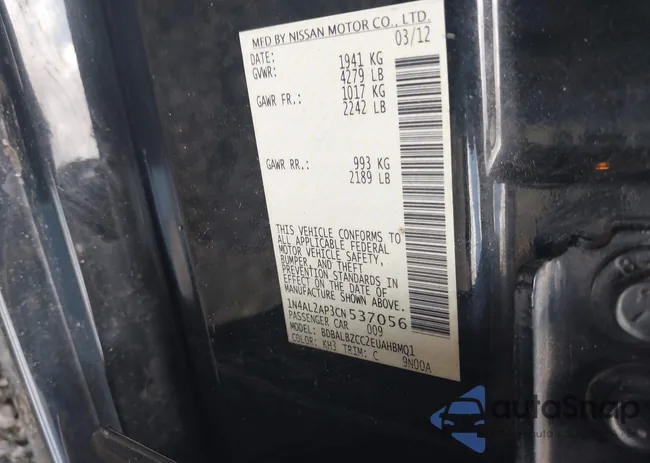 MFD BY NISSAN MOTOR CO., LTD.
DATE: 03/12
GVWR: 1941 KG
4279 LB
GAWR FR.: 1017 KG
2242 LB
GAWR RR.: 993 KG
2189 LB
THIS VEHICLE CONFORMS TO
ALL APPLICABLE FEDERAL
MOTOR VEHICLE SAFETY,
BUMPER, AND THEFT
PREVENTION STANDARDS IN
EFFECT ON THE DATE OF
MANUFACTURE SHOWN ABOVE.
1N4AL2AP3CN537056
PASSENGER CAR 009
MODEL: BDBALBZCC2EUAHBMQ1
COLOR: KH3 TRIM: C 9N00A
autoSnap